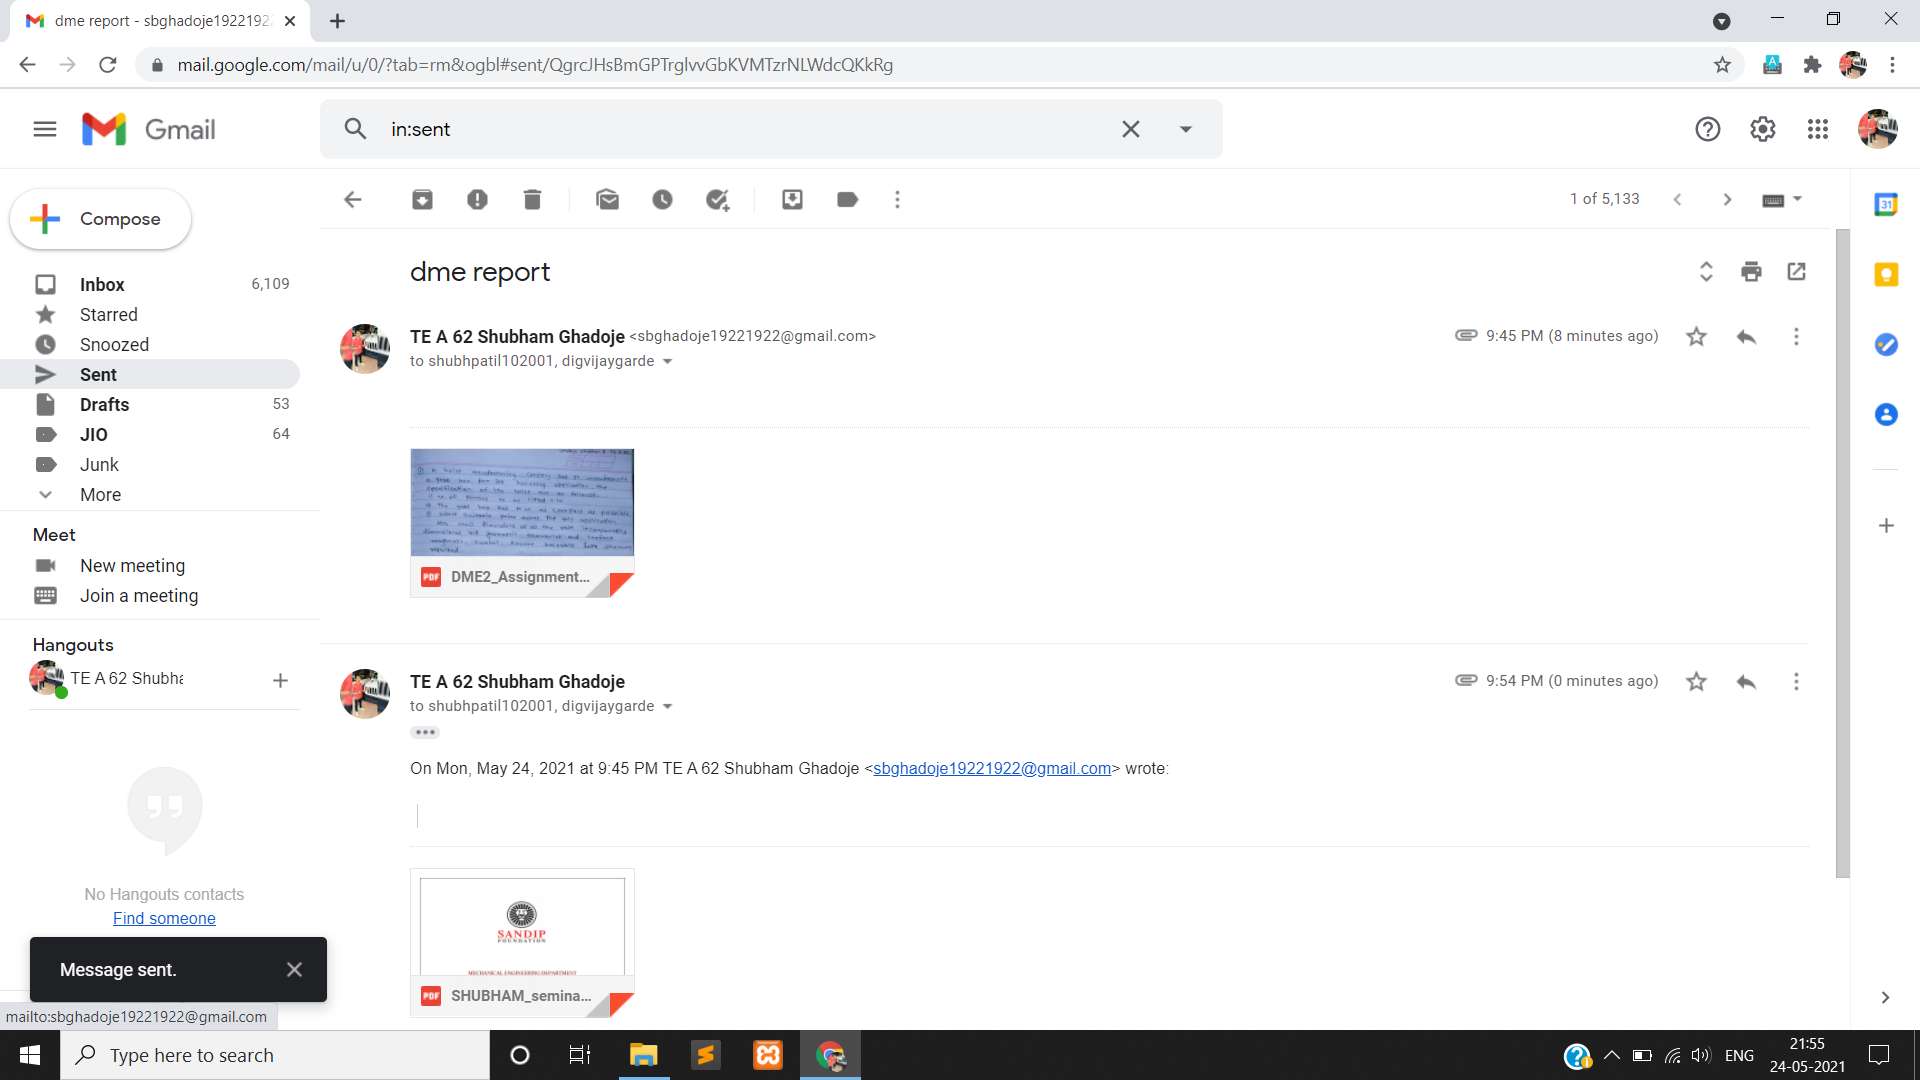 dme report - sbghadoje1922192
mail.google.com/mail/u/0/?tab=rm&ogbl#sent/QgrcJHsBmGPTrglvvGbKVMTzrNLWdcQKkRg
Gmail
in:sent
Compose
1 of 5,133
31
Inbox 6,109
Starred
Snoozed
Sent
Drafts 53
JIO 64
Junk
More
Meet
New meeting
Join a meeting
Hangouts
TE A 62 Shubha
No Hangouts contacts
Find someone
dme report
TE A 62 Shubham Ghadoje <sbghadoje19221922@gmail.com>
9:45 PM (8 minutes ago)
to shubhpatil102001, digvijaygarde
PDF DME2_Assignment...
TE A 62 Shubham Ghadoje
9:54 PM (0 minutes ago)
to shubhpatil102001, digvijaygarde
On Mon, May 24, 2021 at 9:45 PM TE A 62 Shubham Ghadoje <sbghadoje19221922@gmail.com> wrote:
SANDIP
FOUNDATION
MECHANICAL ENGINEERING DEPARTMENT
PDF SHUBHAM_semina...
Message sent.
mailto:sbghadoje19221922@gmail.com
Type here to search
ENG
21:55
24-05-2021